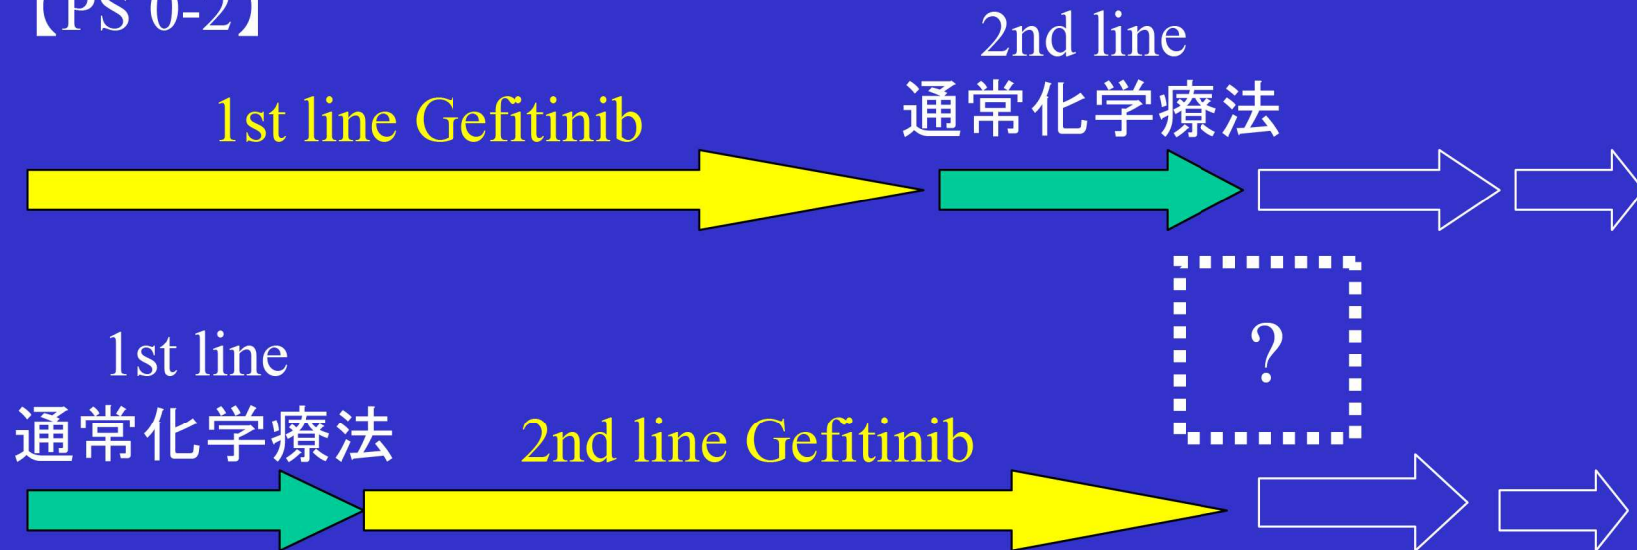 【PS 0-2】
2nd line
通常化学療法
1st line Gefitinib
?
1st line
通常化学療法
2nd line Gefitinib